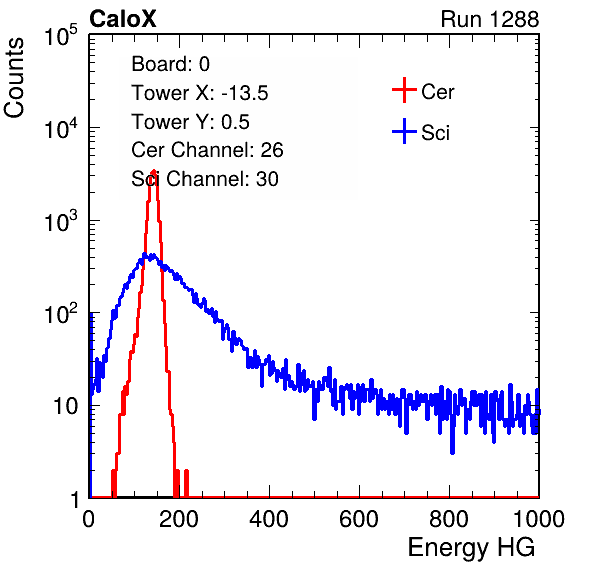 CaloX Run 1288
Counts
10^5
10^4
10^3
10^2
10
1
Board: 0
Tower X: -13.5
Tower Y: 0.5
Cer Channel: 26
Sci Channel: 30
Cer
Sci
0 200 400 600 800 1000
Energy HG